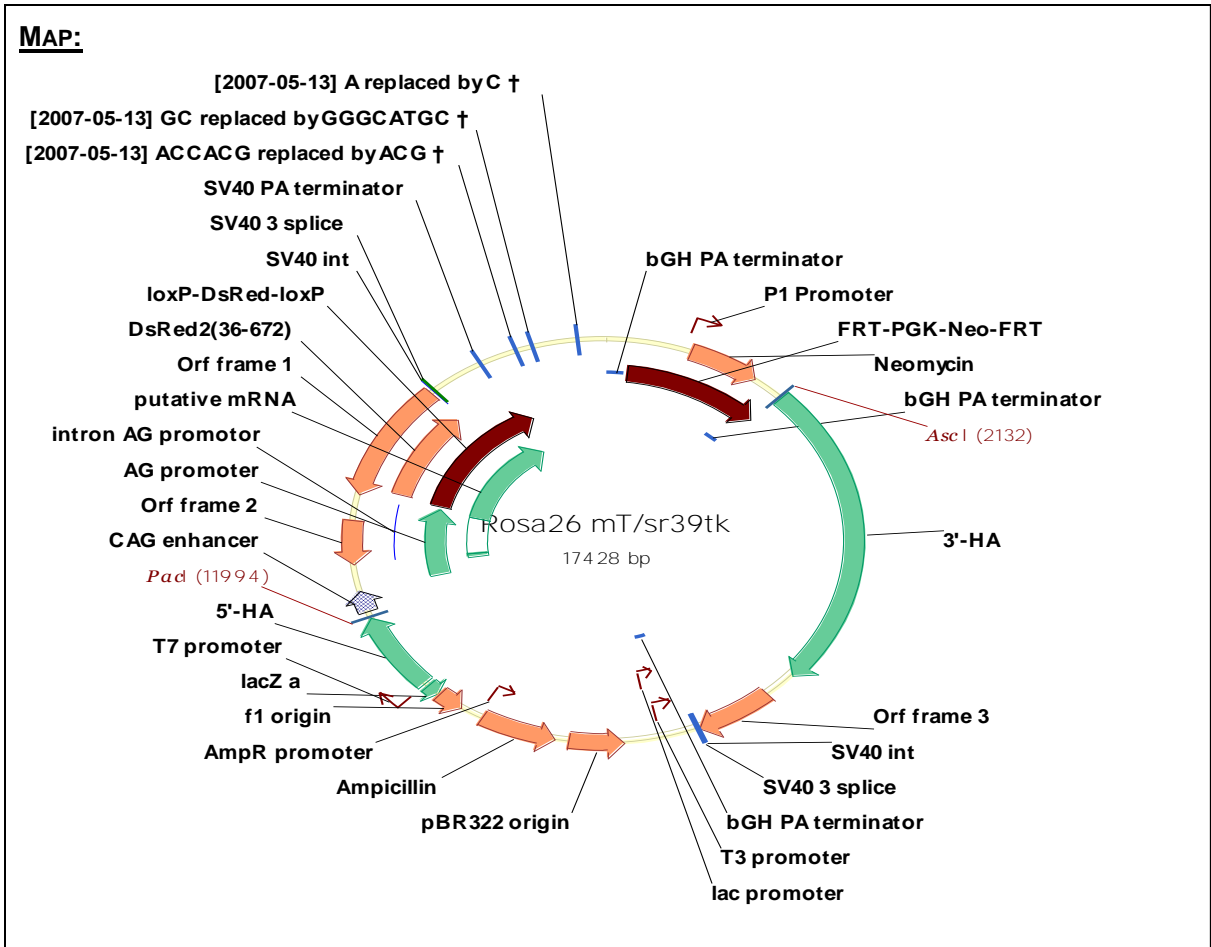 MAP:
[2007-05-13] A replaced by C †
[2007-05-13] GC replaced by GGGCATGC †
[2007-05-13] ACCACG replaced by ACG †
SV40 PA terminator
SV40 3 splice
SV40 int
loxP-DsRed-loxP
DsRed2(36-672)
Orf frame 1
putative mRNA
intron AG promotor
AG promoter
Orf frame 2
CAG enhancer
PacI (11994)
5'-HA
T7 promoter
lacZ a
f1 origin
AmpR promoter
Ampicillin
pBR322 origin
bGH PA terminator
P1 Promoter
FRT-PGK-Neo-FRT
Neomycin
bGH PA terminator
AscI (2132)
3'-HA
Rosa26 mT/sr39tk
17428 bp
Orf frame 3
SV40 int
SV40 3 splice
bGH PA terminator
T3 promoter
lac promoter